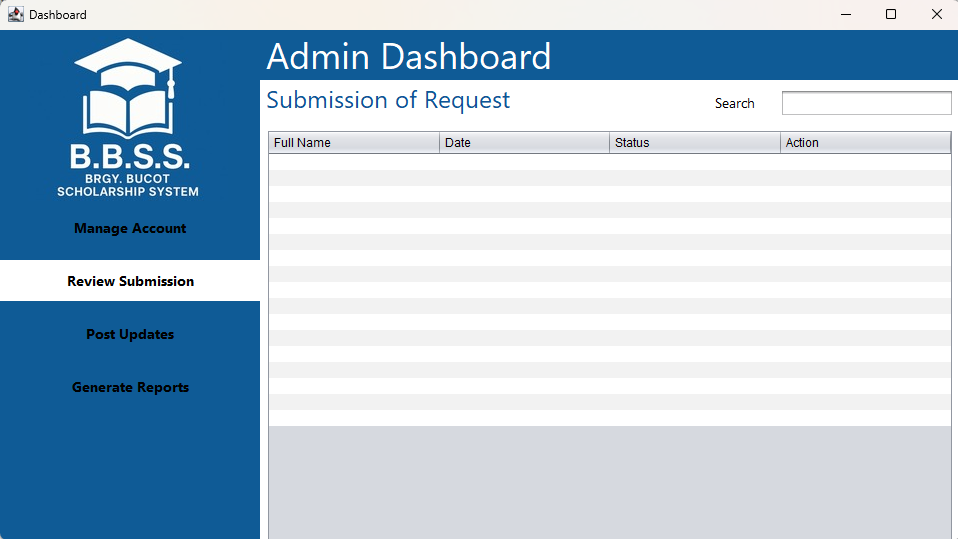 Dashboard
B.B.S.S.
BRGY. BUCOT
SCHOLARSHIP SYSTEM
Manage Account
Review Submission
Post Updates
Generate Reports
Admin Dashboard
Submission of Request
Search
Full Name Date Status Action